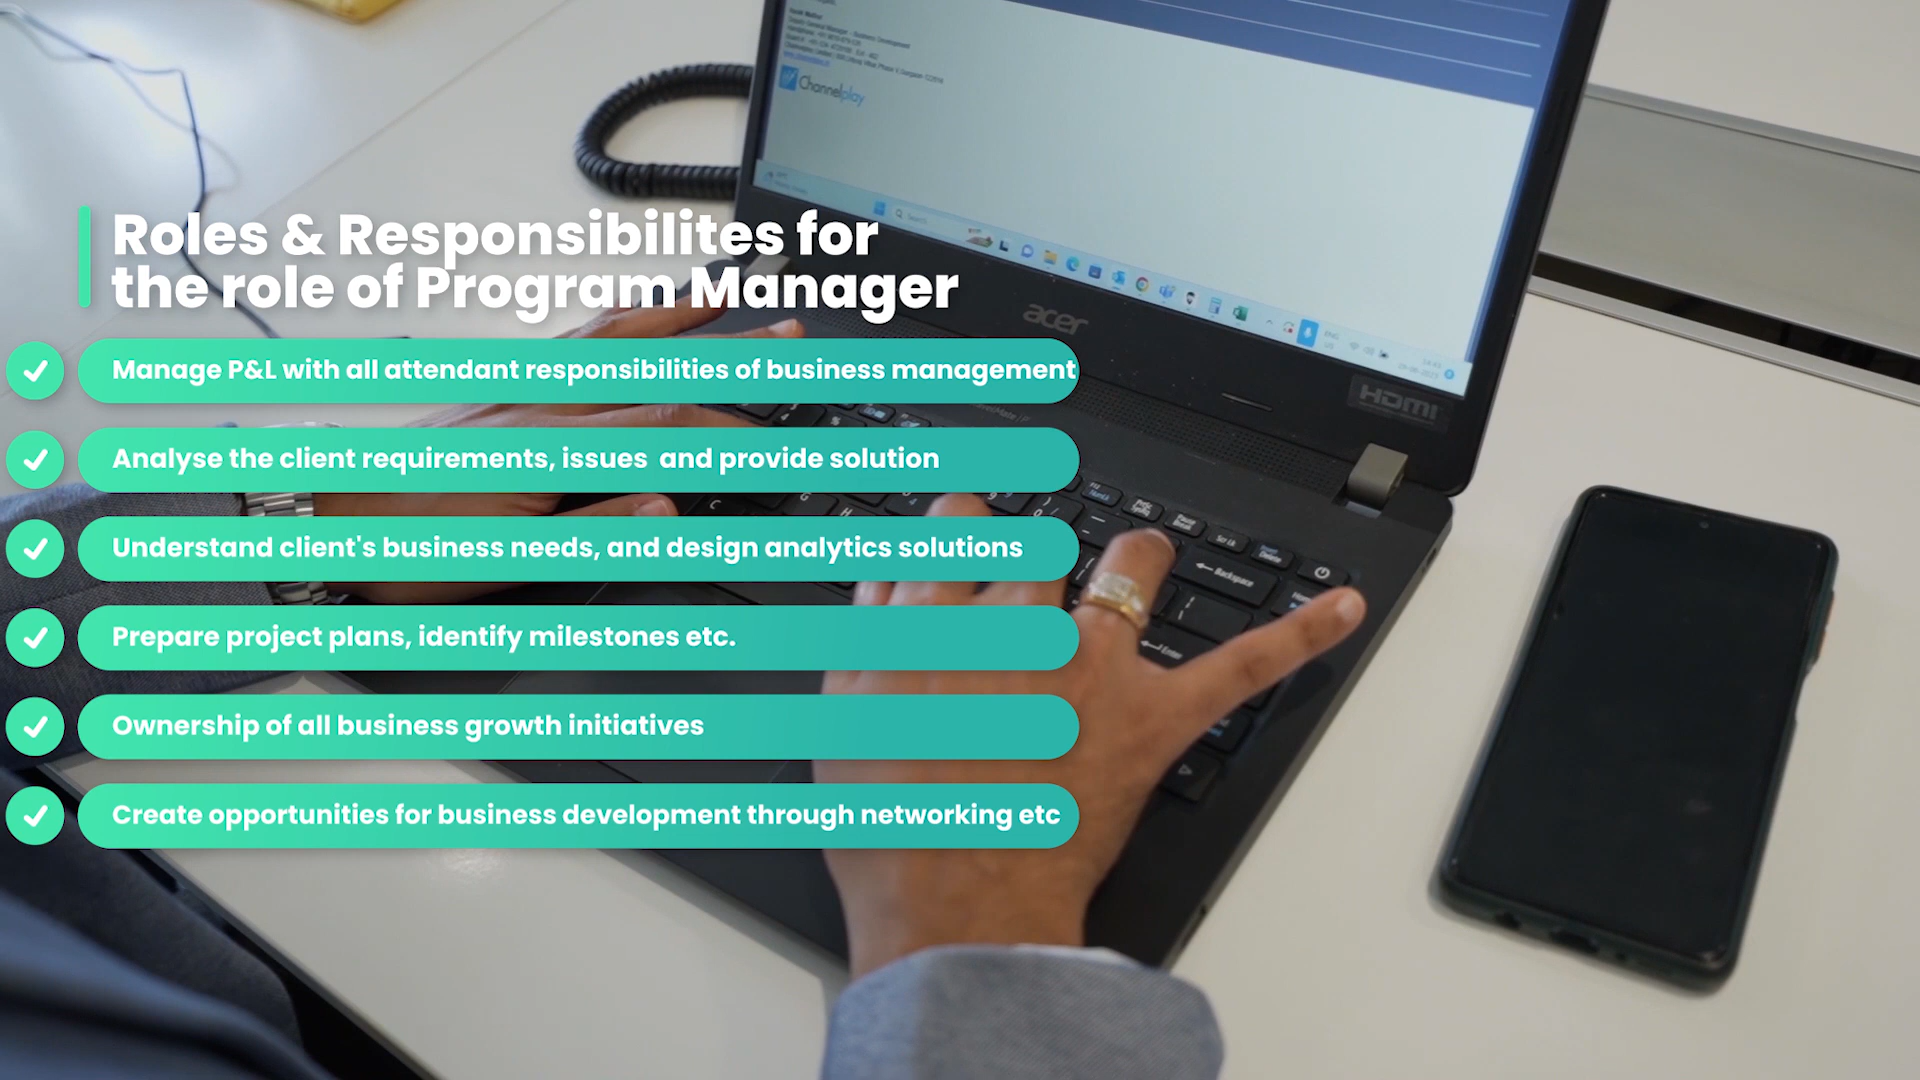 Channelplay
Roles & Responsibilites for
the role of Program Manager
acer
HDMI
Manage P&L with all attendant responsibilities of business management
Analyse the client requirements, issues  and provide solution
Understand client's business needs, and design analytics solutions
Backspace
Enter
Prepare project plans, identify milestones etc.
Ownership of all business growth initiatives
Create opportunities for business development through networking etc